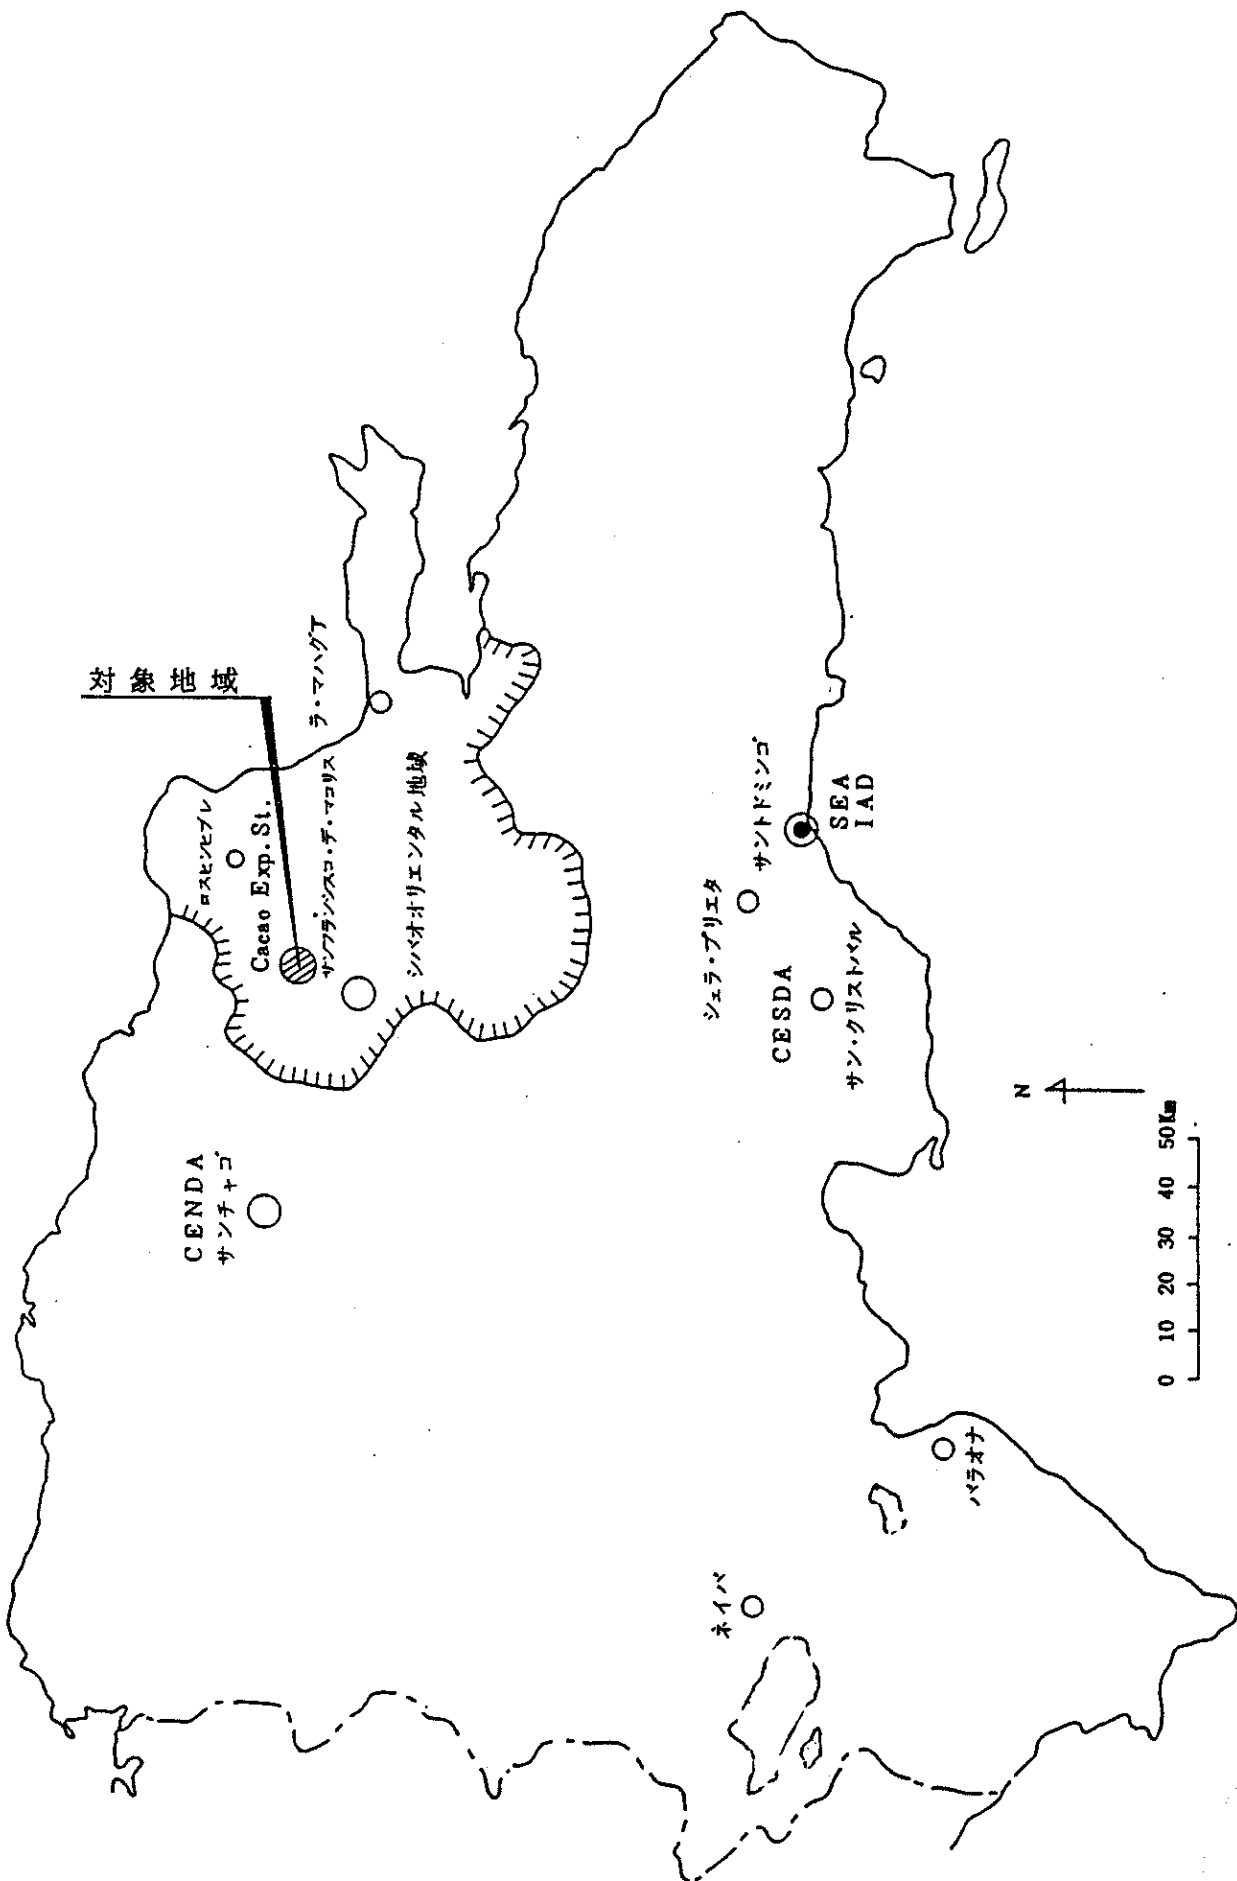 対象地域
ラ・マハグア
ロスヒンヒブレ
Cacao Exp. St.
サンフランシスコ・デ・マコリス
シバオオリエンタル地域
CENDA
サンチャゴ
サントドミンゴ
SEA
IAD
シェラ・プリエタ
CESDA
サン・クリストバル
ネイバ
バラオナ
N
0 10 20 30 40 50Km